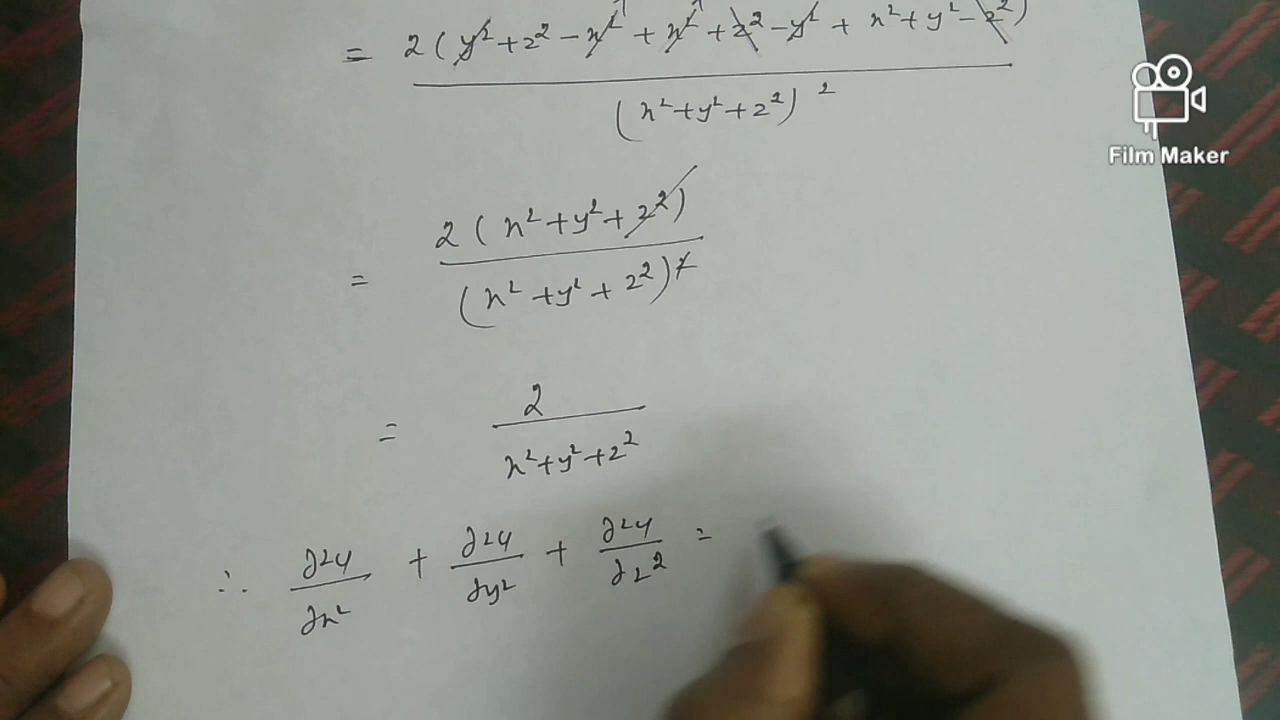 = 2 ( y² + z² - x² + x² + z² - y² + x² + y² - z² )
(x² + y² + z²) ²
Film Maker
2 ( x² + y² + z² )
= (x² + y² + z²)²
2
= x² + y² + z²
∴ ∂²u/∂x² + ∂²u/∂y² + ∂²u/∂z² =